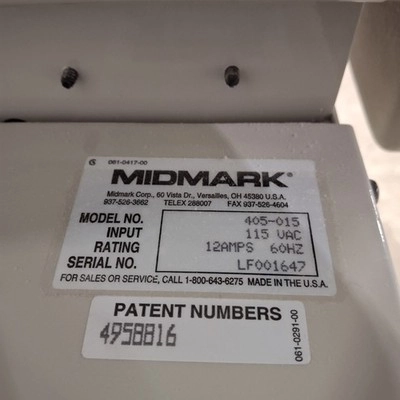 6 061-0417-00
MIDMARK®
Midmark Corp., 60 Vista Dr., Versailles, OH 45380 U.S.A.
937-526-3662 TELEX 288007 FAX 937-526-4604
MODEL NO. 405-015
INPUT 115 VAC
RATING 12AMPS 60HZ
SERIAL NO. LF001647
FOR SALES OR SERVICE, CALL 1-800-643-6275 MADE IN THE U.S.A.
PATENT NUMBERS
4958816
061-0291-00